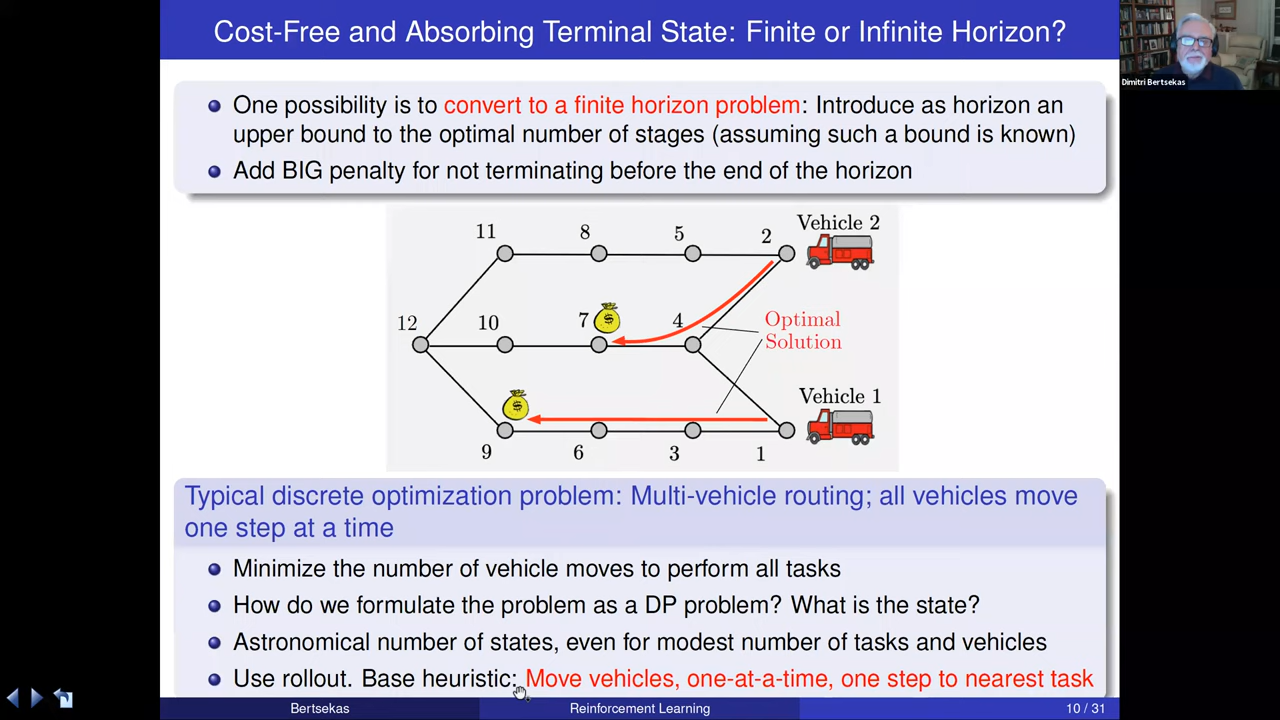 Cost-Free and Absorbing Terminal State: Finite or Infinite Horizon?
Dimitri Bertsekas
One possibility is to convert to a finite horizon problem: Introduce as horizon an
upper bound to the optimal number of stages (assuming such a bound is known)
Add BIG penalty for not terminating before the end of the horizon
Vehicle 2
11 8 5 2
12 10 7 $ 4
Optimal
Solution
$
Vehicle 1
9 6 3 1
Typical discrete optimization problem: Multi-vehicle routing; all vehicles move
one step at a time
Minimize the number of vehicle moves to perform all tasks
How do we formulate the problem as a DP problem? What is the state?
Astronomical number of states, even for modest number of tasks and vehicles
Use rollout. Base heuristic: Move vehicles, one-at-a-time, one step to nearest task
Bertsekas Reinforcement Learning 10 / 31